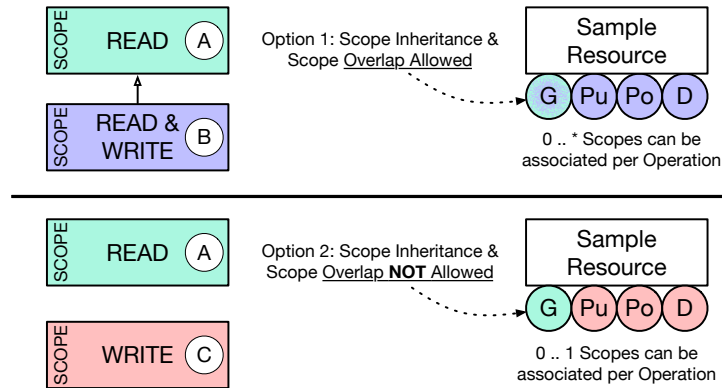 SCOPE
READ
A
Option 1: Scope Inheritance &
Scope Overlap Allowed
Sample
Resource
G Pu Po D
SCOPE
READ &
WRITE
B
0 .. * Scopes can be
associated per Operation
SCOPE
READ
A
Option 2: Scope Inheritance &
Scope Overlap NOT Allowed
Sample
Resource
G Pu Po D
SCOPE
WRITE
C
0 .. 1 Scopes can be
associated per Operation